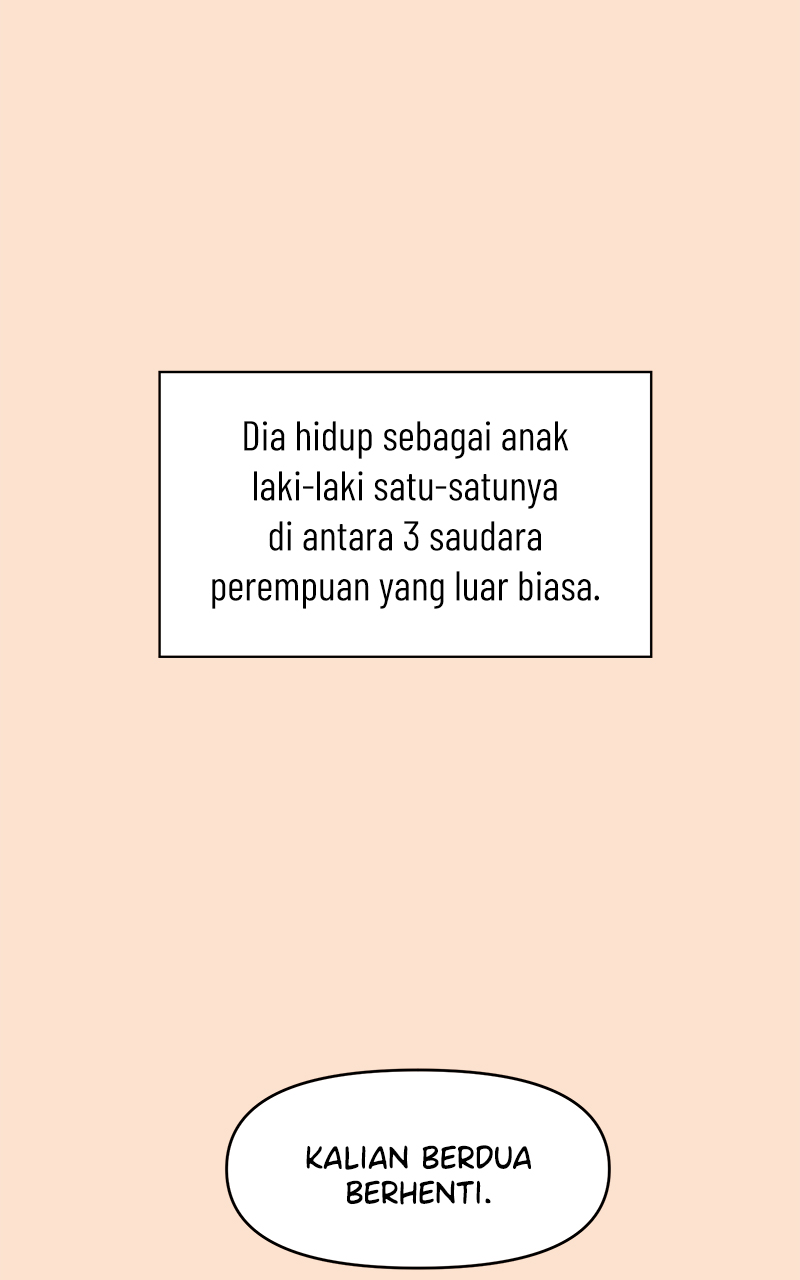 Dia hidup sebagai anak
laki-laki satu-satunya
di antara 3 saudara
perempuan yang luar biasa.
KALIAN BERDUA
BERHENTI.